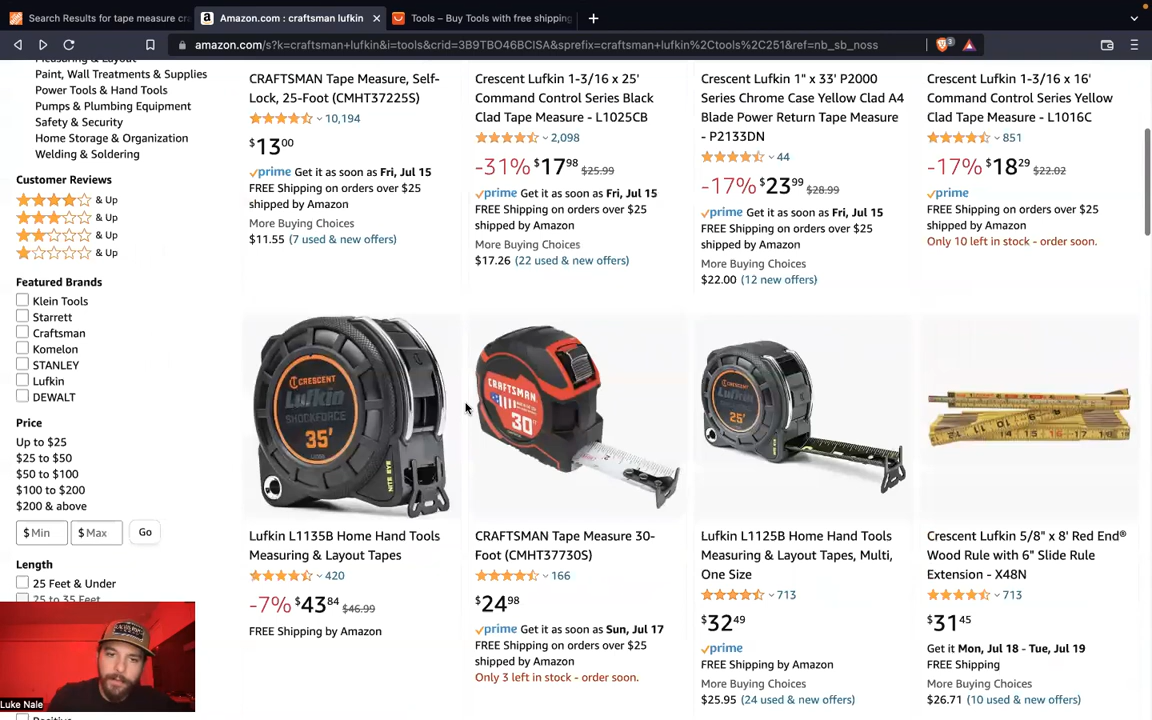 Search Results for tape measure cra
Amazon.com : craftsman lufkin
Tools – Buy Tools with free shipping
amazon.com/s?k=craftsman+lufkin&i=tools&crid=3B9TBO46BCISA&sprefix=craftsman+lufkin%2Ctools%2C251&ref=nb_sb_noss
3
Paint, Wall Treatments & Supplies
Power Tools & Hand Tools
Pumps & Plumbing Equipment
Safety & Security
Home Storage & Organization
Welding & Soldering
Customer Reviews
& Up
& Up
& Up
& Up
Featured Brands
Klein Tools
Starrett
Craftsman
Komelon
STANLEY
Lufkin
DEWALT
Price
Up to $25
$25 to $50
$50 to $100
$100 to $200
$200 & above
$ Min
$ Max
Go
Length
25 Feet & Under
25 to 35 Feet
Luke Nale
CRAFTSMAN Tape Measure, Self-
Lock, 25-Foot (CMHT37225S)
10,194
$13 00
prime Get it as soon as Fri, Jul 15
FREE Shipping on orders over $25
shipped by Amazon
More Buying Choices
$11.55 (7 used & new offers)
Crescent Lufkin 1-3/16 x 25'
Command Control Series Black
Clad Tape Measure - L1025CB
2,098
-31% $17 98 $25.99
prime Get it as soon as Fri, Jul 15
FREE Shipping on orders over $25
shipped by Amazon
More Buying Choices
$17.26 (22 used & new offers)
Crescent Lufkin 1" x 33' P2000
Series Chrome Case Yellow Clad A4
Blade Power Return Tape Measure
- P2133DN
44
-17% $23 99 $28.99
prime Get it as soon as Fri, Jul 15
FREE Shipping on orders over $25
shipped by Amazon
More Buying Choices
$22.00 (12 new offers)
Crescent Lufkin 1-3/16 x 16'
Command Control Series Yellow
Clad Tape Measure - L1016C
851
-17% $18 29 $22.02
prime
FREE Shipping on orders over $25
shipped by Amazon
Only 10 left in stock - order soon.
CRESCENT
Lufkin
SHOCKFORCE
35'
NITE EYE
Lufkin L1135B Home Hand Tools
Measuring & Layout Tapes
420
-7% $43 84 $46.99
FREE Shipping by Amazon
CRAFTSMAN
30'
CRAFTSMAN Tape Measure 30-
Foot (CMHT37730S)
166
$24 98
prime Get it as soon as Sun, Jul 17
FREE Shipping on orders over $25
shipped by Amazon
Only 3 left in stock - order soon.
CRESCENT
Lufkin
25'
Lufkin L1125B Home Hand Tools
Measuring & Layout Tapes, Multi,
One Size
713
$32 49
prime
FREE Shipping by Amazon
More Buying Choices
$25.95 (24 used & new offers)
Crescent Lufkin 5/8" x 8' Red End®
Wood Rule with 6" Slide Rule
Extension - X48N
713
$31 45
Get it Mon, Jul 18 - Tue, Jul 19
FREE Shipping
More Buying Choices
$26.71 (10 used & new offers)